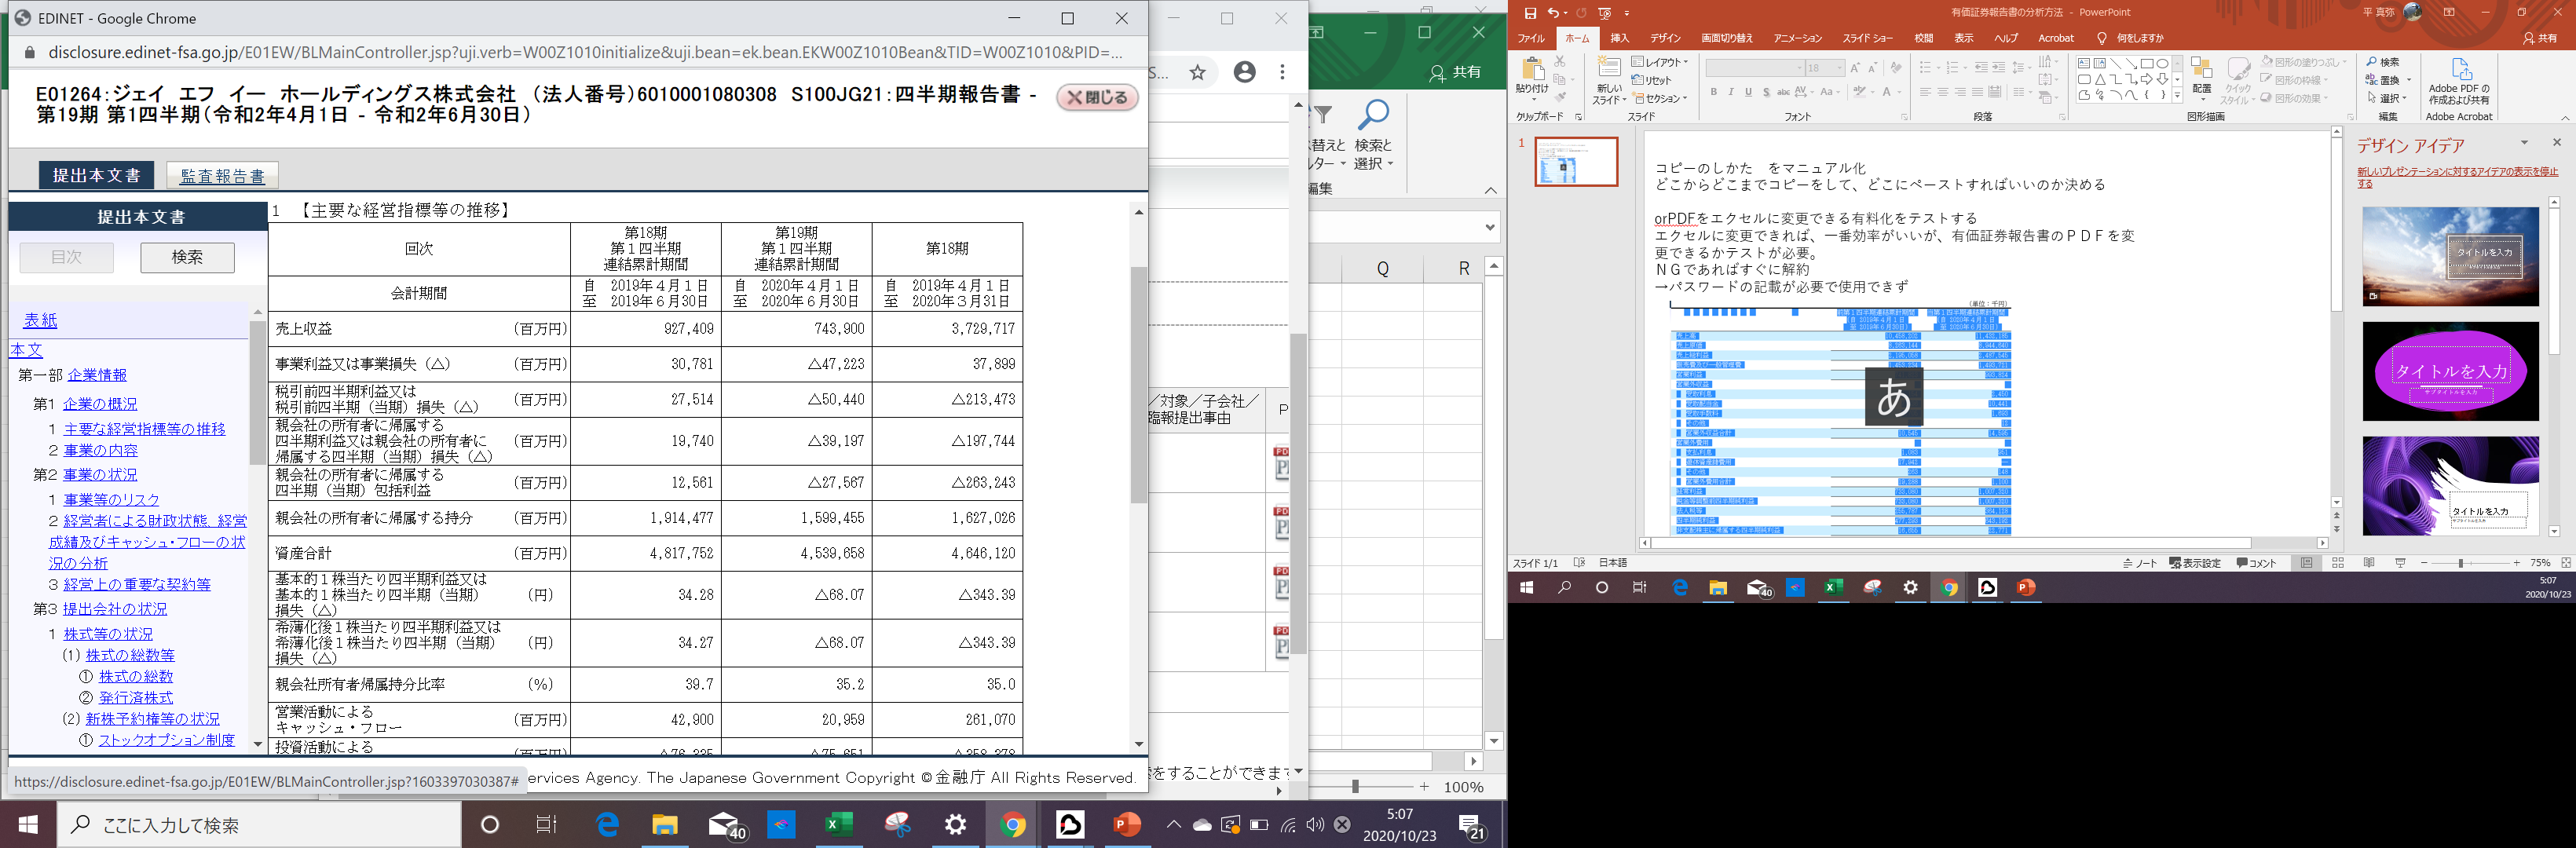 EDINET - Google Chrome
disclosure.edinet-fsa.go.jp/E01EW/BLMainController.jsp?uji.verb=W00Z1010initialize&uji.bean=ek.bean.EKW00Z1010Bean&TID=W00Z1010&PID=...
E01264:ジェイ エフ イー ホールディングス株式会社 (法人番号)6010001080308 S100JG21:四半期報告書 -
第19期 第1四半期(令和2年4月1日 - 令和2年6月30日)
閉じる
提出本文書 監査報告書
提出本文書
目次 検索
表紙
本文
第一部 企業情報
第1 企業の概況
1 主要な経営指標等の推移
2 事業の内容
第2 事業の状況
1 事業等のリスク
2 経営者による財政状態、経営
成績及びキャッシュ・フローの状
況の分析
3 経営上の重要な契約等
第3 提出会社の状況
1 株式等の状況
(1) 株式の総数等
① 株式の総数
② 発行済株式
(2) 新株予約権等の状況
① ストックオプション制度
1 【主要な経営指標等の推移】
回次 第18期 第1四半期 連結累計期間 第19期 第1四半期 連結累計期間 第18期
会計期間 自 2019年4月1日 至 2019年6月30日 自 2020年4月1日 至 2020年6月30日 自 2019年4月1日 至 2020年3月31日
売上収益 (百万円) 927,409 743,900 3,729,717
事業利益又は事業損失(△) (百万円) 30,781 △47,223 37,899
税引前四半期利益又は
税引前四半期(当期)損失(△) (百万円) 27,514 △50,440 △213,473
親会社の所有者に帰属する
四半期利益又は親会社の所有者に
帰属する四半期(当期)損失(△) (百万円) 19,740 △39,197 △197,744
親会社の所有者に帰属する
四半期(当期)包括利益 (百万円) 12,561 △27,567 △263,243
親会社の所有者に帰属する持分 (百万円) 1,914,477 1,599,455 1,627,026
資産合計 (百万円) 4,817,752 4,539,658 4,646,120
基本的1株当たり四半期利益又は
基本的1株当たり四半期(当期)
損失(△) (円) 34.28 △68.07 △343.39
希薄化後1株当たり四半期利益又は
希薄化後1株当たり四半期(当期)
損失(△) (円) 34.27 △68.07 △343.39
親会社所有者帰属持分比率 (%) 39.7 35.2 35.0
営業活動による
キャッシュ・フロー (百万円) 42,900 20,959 261,070
投資活動による
https://disclosure.edinet-fsa.go.jp/E01EW/BLMainController.jsp?1603397030387#
ervices Agency. The Japanese Government Copyright ©金融庁 All Rights Reserved.
をすることができます
/対象/子会社/
臨報提出事由
共有
検索と
選択
編集
Q R
100%
ここに入力して検索
40
5:07
2020/10/23
21
有価証券報告書の分析方法 - PowerPoint
平 真弥
ファイル ホーム 挿入 デザイン 画面切り替え アニメーション スライド ショー 校閲 表示 ヘルプ Acrobat 何をしますか 共有
貼り付け
新しい
スライド
レイアウト
リセット
セクション
18
配置
クイック
スタイル
図形の塗りつぶし
図形の枠線
図形の効果
検索
置換
選択
Adobe PDF の
作成および共有
クリップボード スライド フォント 段落 図形描画 編集 Adobe Acrobat
1
コピーのしかた をマニュアル化
どこからどこまでコピーをして、どこにペーストすればいいのか決める
orPDFをエクセルに変更できる有料化をテストする
エクセルに変更できれば、一番効率がいいが、有価証券報告書のPDFを変
更できるかテストが必要。
NGであればすぐに解約
→パスワードの記載が必要で使用できず
(単位:千円)
あ
デザイン アイデア
新しいプレゼンテーションに対するアイデアの表示を停止
する
タイトルを入力
タイトルを入力
サブタイトルを入力
タイトルを入力
スライド 1/1 日本語
ノート 表示設定 コメント 75%
40
5:07
2020/10/23